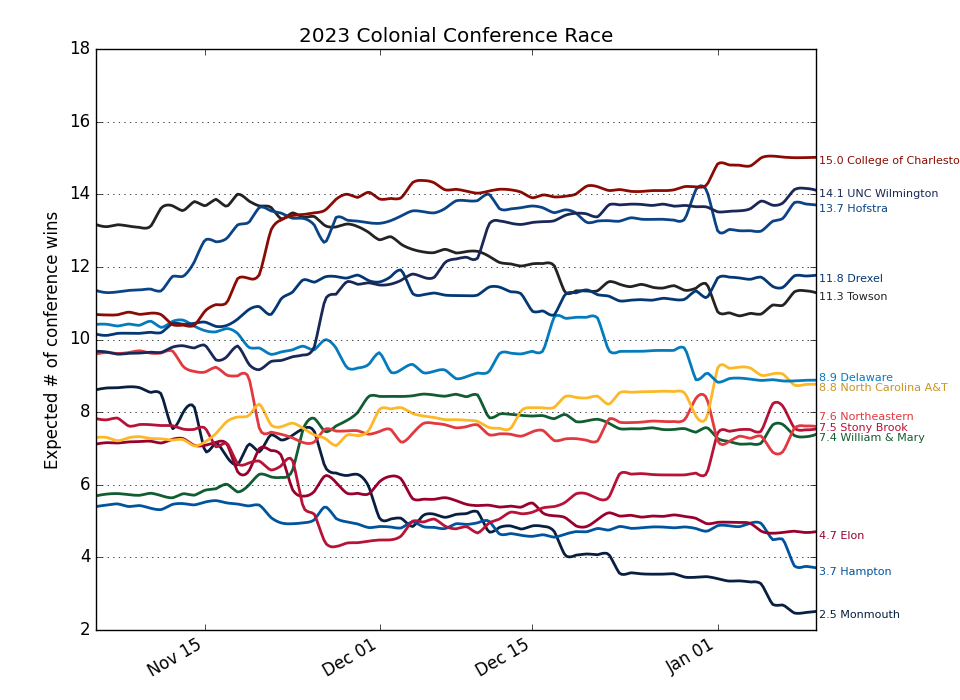 2023 Colonial Conference Race
Expected # of conference wins
18
16
14
12
10
8
6
4
2
15.0 College of Charlesto
14.1 UNC Wilmington
13.7 Hofstra
11.8 Drexel
11.3 Towson
8.9 Delaware
8.8 North Carolina A&T
7.6 Northeastern
7.5 Stony Brook
7.4 William & Mary
4.7 Elon
3.7 Hampton
2.5 Monmouth
Nov 15
Dec 01
Dec 15
Jan 01